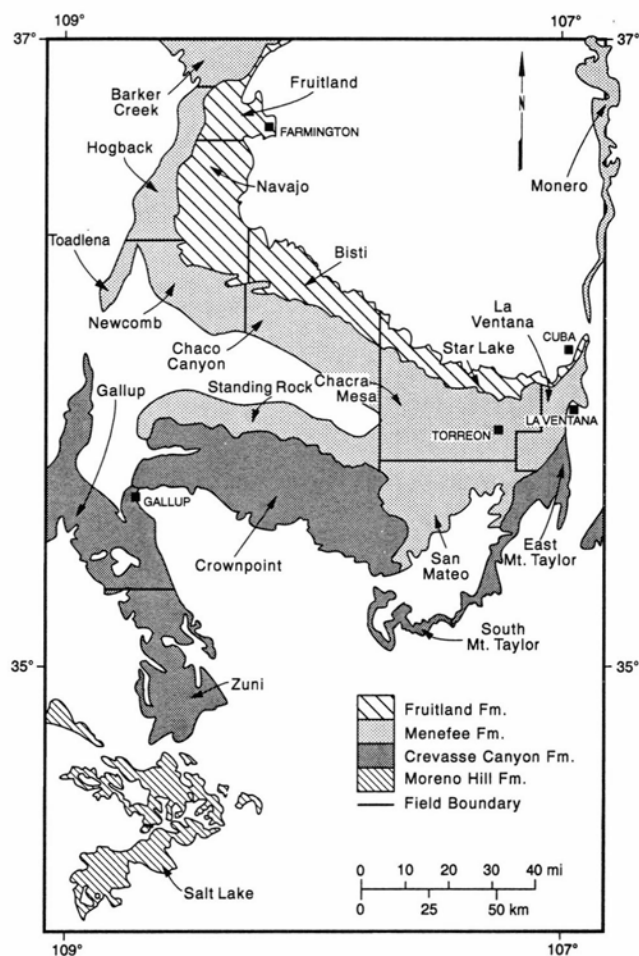 109°
107°
37°
37°
Barker
Creek
Fruitland
FARMINGTON
N
Hogback
Navajo
Monero
Toadlena
Bisti
Newcomb
La
Ventana
CUBA
Chaco
Canyon
Star Lake
Gallup
Standing Rock
Chacra
Mesa
LA VENTANA
TORREON
GALLUP
Crownpoint
San
Mateo
East
Mt. Taylor
South
Mt. Taylor
35°
35°
Zuni
Fruitland Fm.
Menefee Fm.
Crevasse Canyon Fm.
Moreno Hill Fm.
Field Boundary
Salt Lake
0 10 20 30 40 mi
0 25 50 km
109°
107°